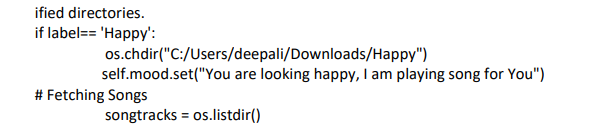 ified directories.
if label== 'Happy':
os.chdir("C:/Users/deepali/Downloads/Happy")
self.mood.set("You are looking happy, I am playing song for You")
# Fetching Songs
songtracks = os.listdir()